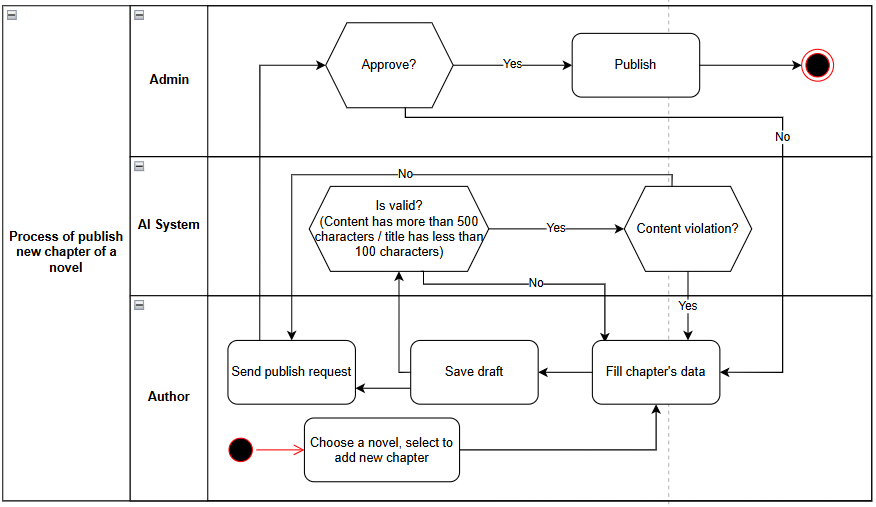 Process of publish
new chapter of a
novel
Admin
Approve?
Yes
Publish
No
AI System
No
Is valid?
(Content has more than 500
characters / title has less than
100 characters)
Yes
Content violation?
No
Yes
Author
Send publish request
Save draft
Fill chapter's data
Choose a novel, select to
add new chapter